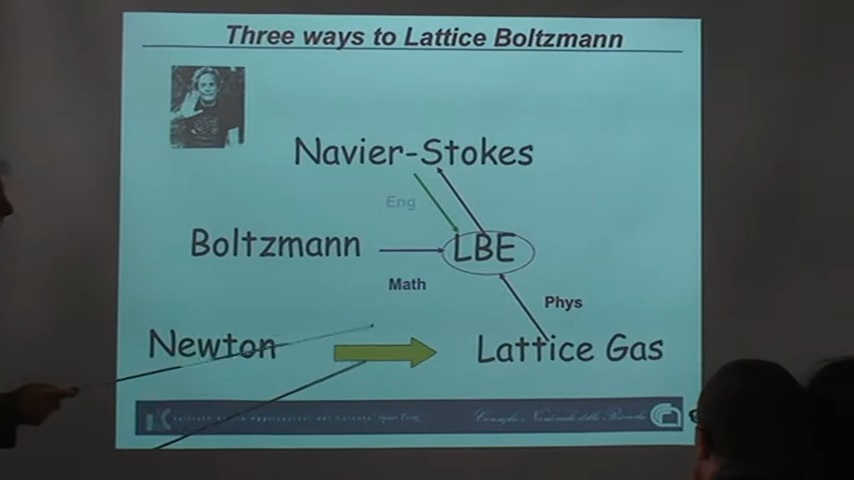 Three ways to Lattice Boltzmann
Navier-Stokes
Eng
Boltzmann
LBE
Math
Phys
Newton
Lattice Gas